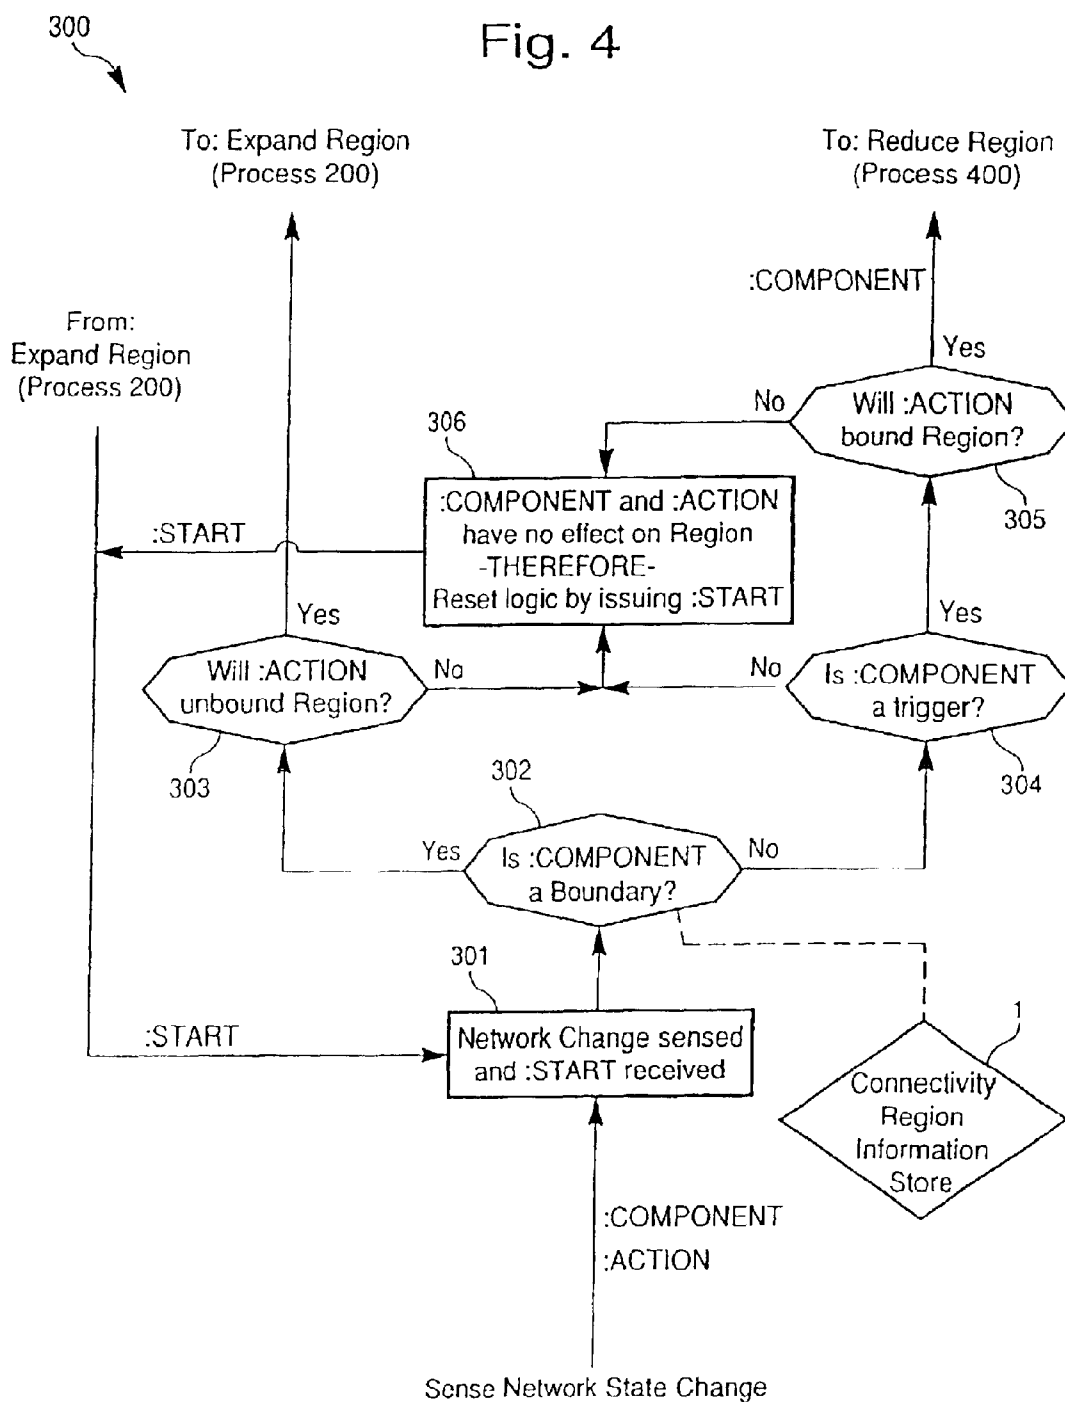 300
Fig. 4
To: Expand Region
(Process 200)
To: Reduce Region
(Process 400)
:COMPONENT
From:
Expand Region
(Process 200)
Yes
No
Will :ACTION
bound Region?
306
305
:COMPONENT and :ACTION
have no effect on Region
-THEREFORE-
Reset logic by issuing :START
:START
Yes
Yes
Will :ACTION
unbound Region?
No
No
Is :COMPONENT
a trigger?
303
302
304
Yes
Is :COMPONENT
a Boundary?
No
301
:START
Network Change sensed
and :START received
1
Connectivity
Region
Information
Store
:COMPONENT
:ACTION
Sense Network State Change